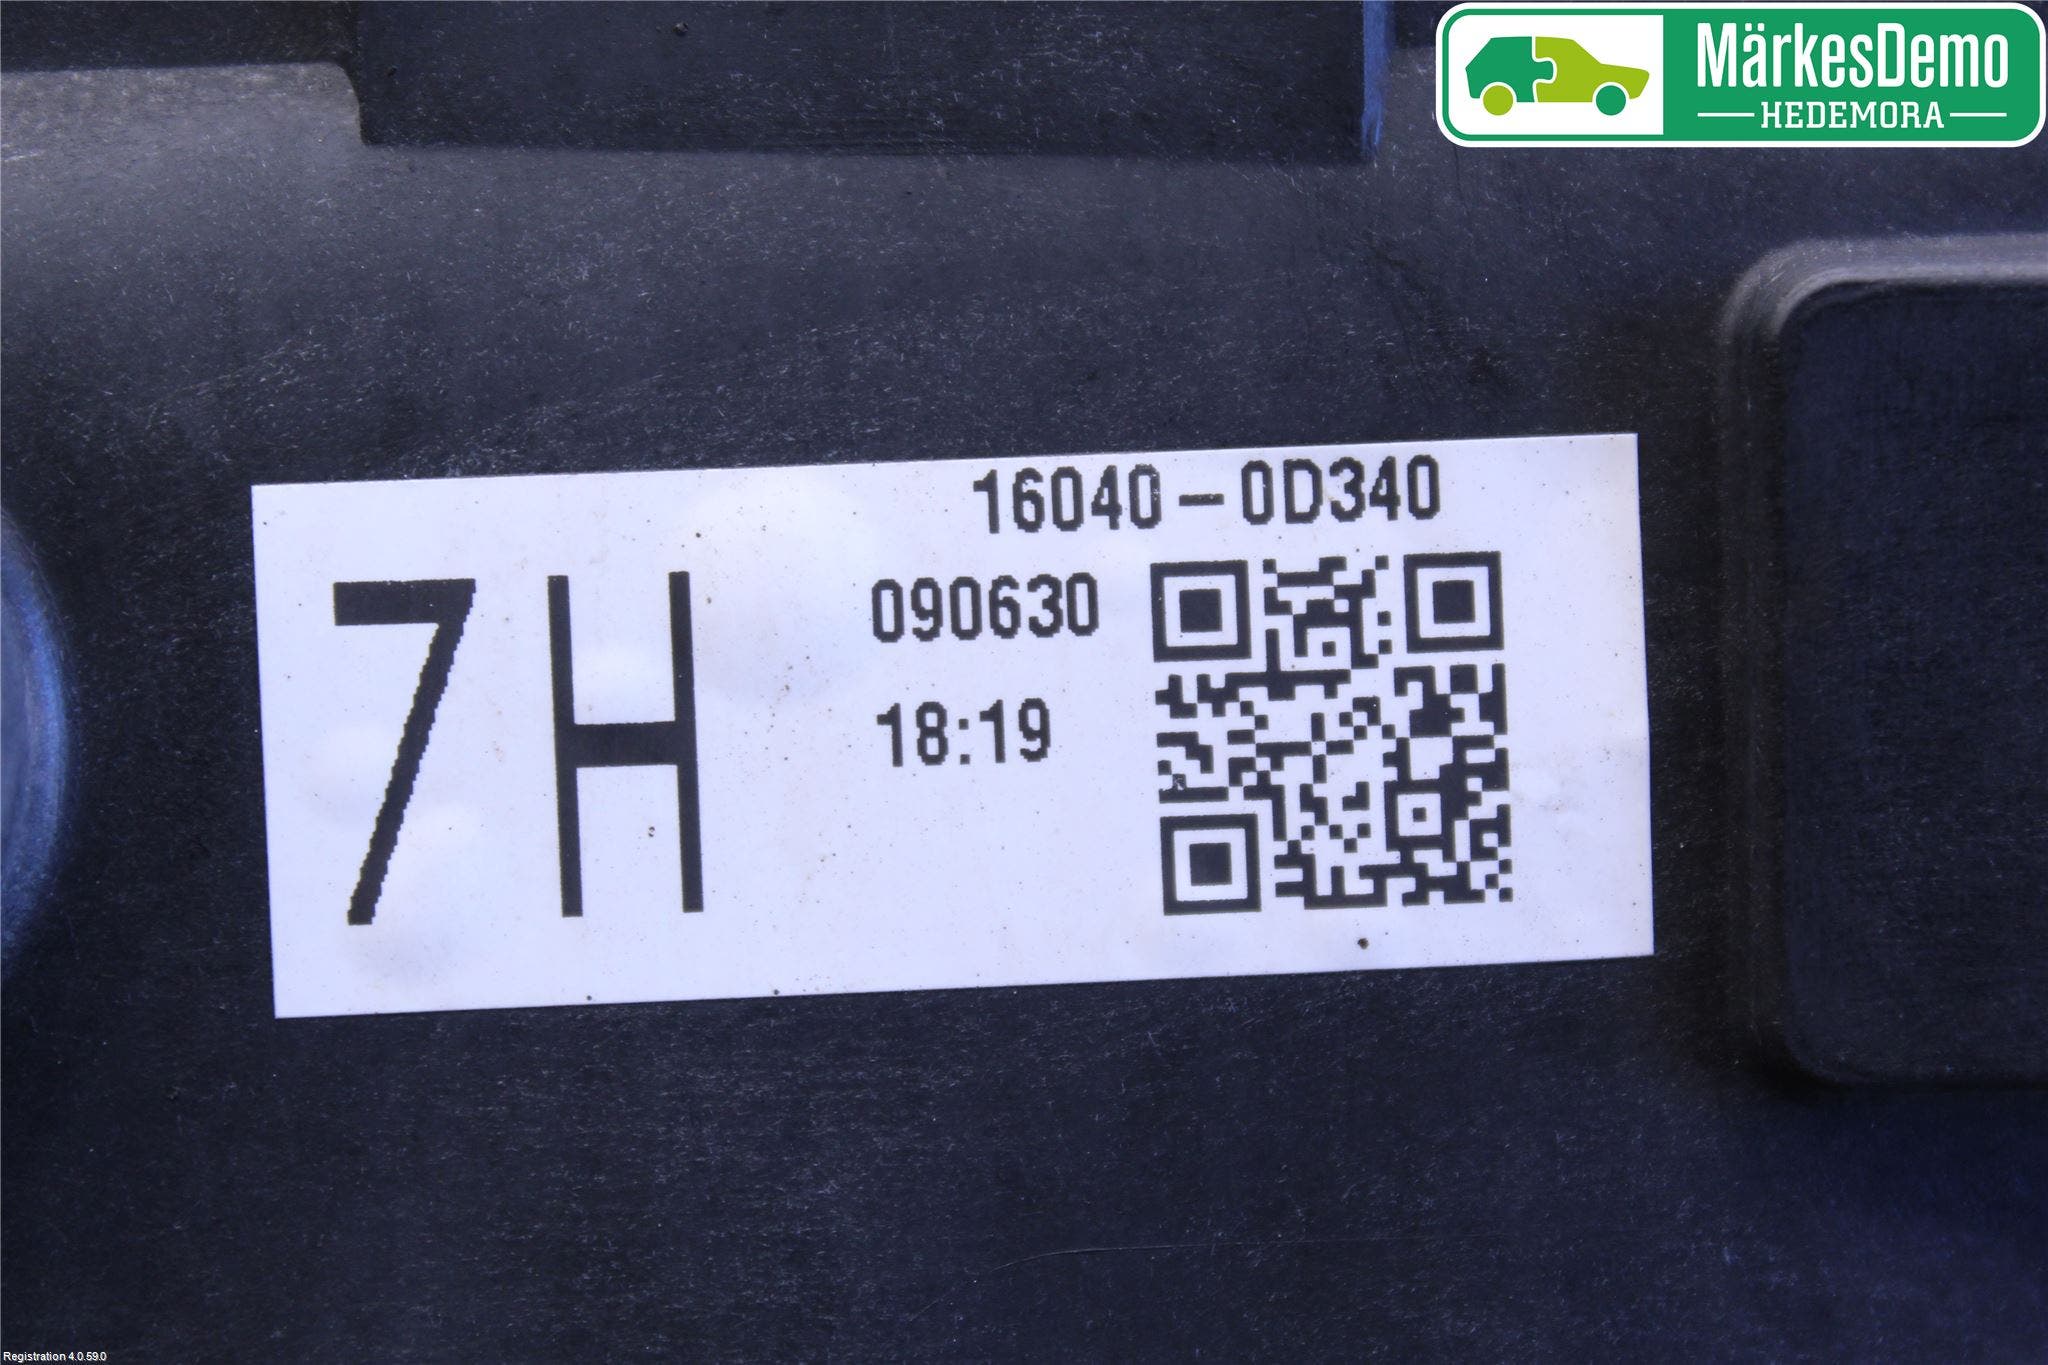 MärkesDemo
HEDEMORA
16040-0D340
7H
090630
18:19
Registration 4.0.59.0